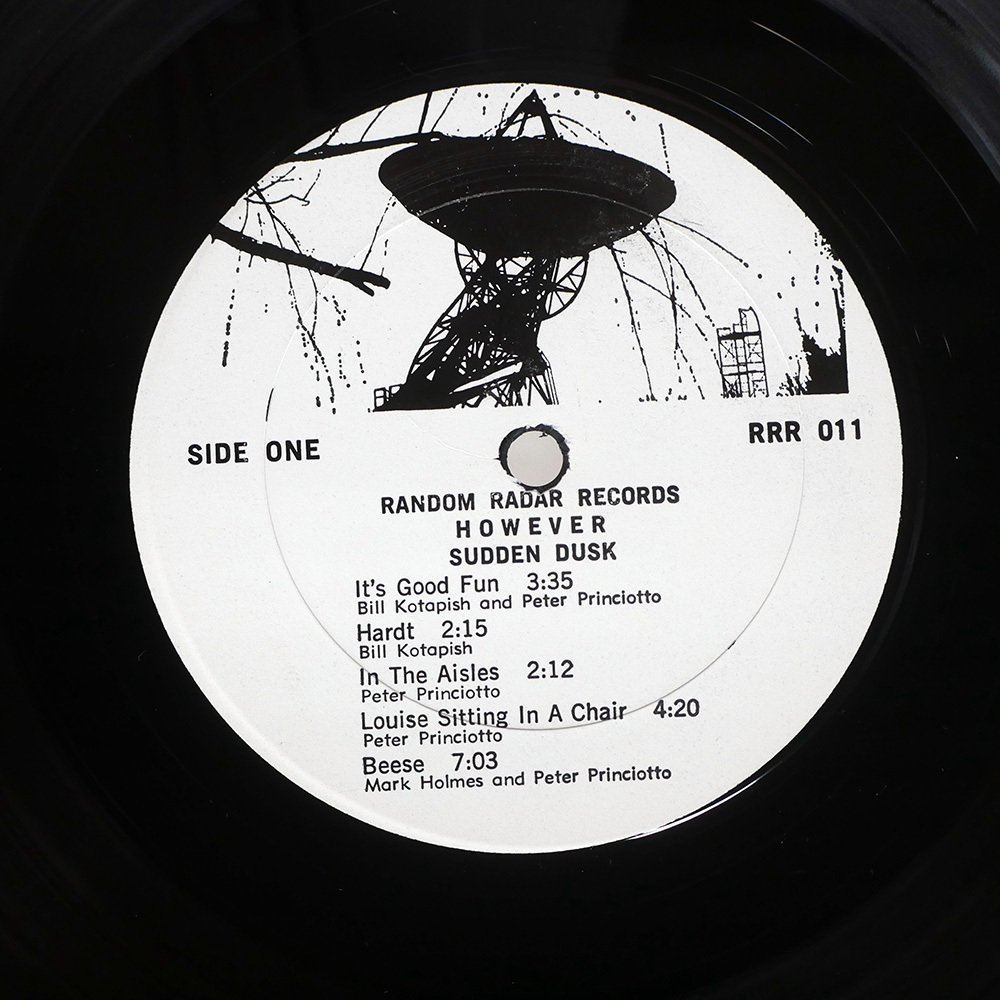 SIDE ONE
RRR 011
RANDOM RADAR RECORDS
HOWEVER
SUDDEN DUSK
It's Good Fun 3:35
Bill Kotapish and Peter Princiotto
Hardt 2:15
Bill Kotapish
In The Aisles 2:12
Peter Princiotto
Louise Sitting In A Chair 4:20
Peter Princiotto
Beese 7:03
Mark Holmes and Peter Princiotto